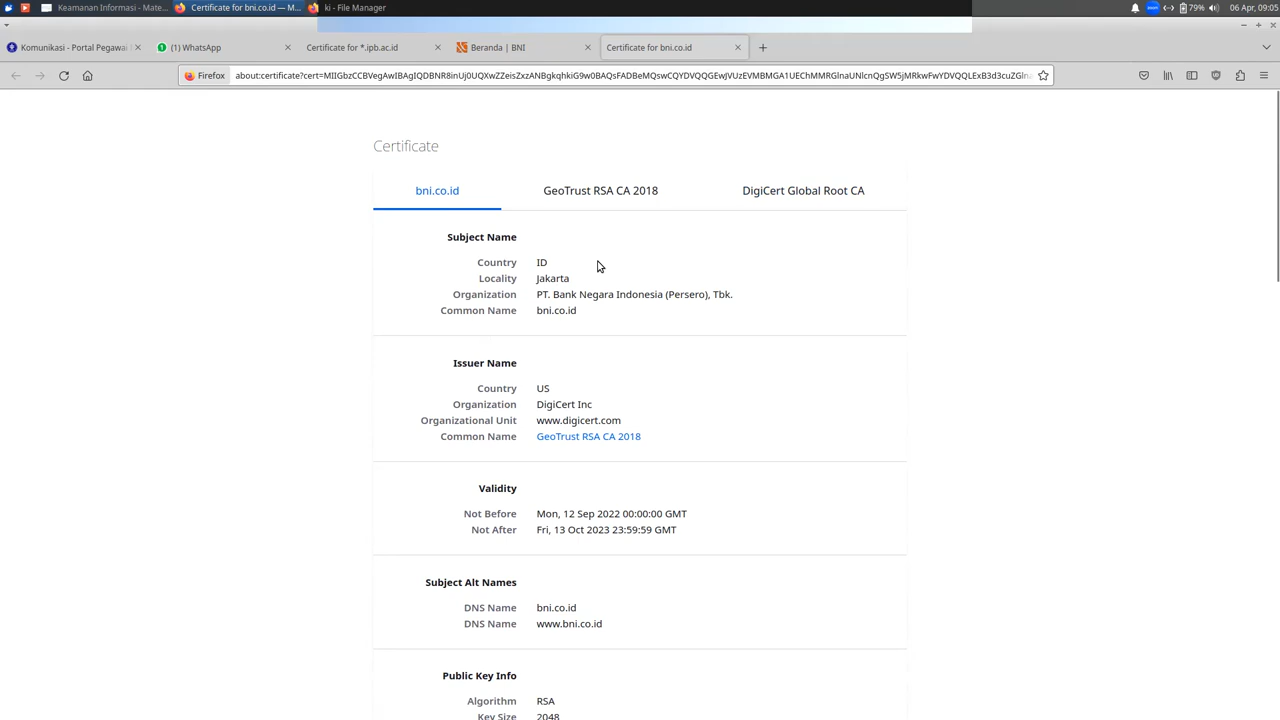 Keamanan Informasi - Mate...
Certificate for bni.co.id — M...
ki - File Manager
79%
06 Apr, 09:05
Komunikasi - Portal Pegawai
(1) WhatsApp
Certificate for *.ipb.ac.id
Beranda | BNI
Certificate for bni.co.id
Firefox
Certificate
bni.co.id
GeoTrust RSA CA 2018
DigiCert Global Root CA
Subject Name
Country ID
Locality Jakarta
Organization PT. Bank Negara Indonesia (Persero), Tbk.
Common Name bni.co.id
Issuer Name
Country US
Organization DigiCert Inc
Organizational Unit www.digicert.com
Common Name GeoTrust RSA CA 2018
Validity
Not Before Mon, 12 Sep 2022 00:00:00 GMT
Not After Fri, 13 Oct 2023 23:59:59 GMT
Subject Alt Names
DNS Name bni.co.id
DNS Name www.bni.co.id
Public Key Info
Algorithm RSA
Key Size 2048